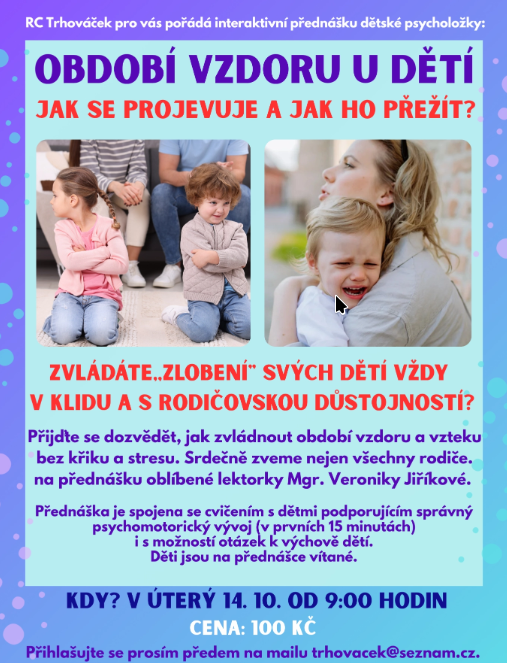 RC Trhováček pro vás pořádá interaktivní přednášku dětské psycholožky:
OBDOBÍ VZDORU U DĚTÍ
JAK SE PROJEVUJE A JAK HO PŘEŽÍT?
ZVLÁDÁTE„ZLOBENÍ" SVÝCH DĚTÍ VŽDY
V KLIDU A S RODIČOVSKOU DŮSTOJNOSTÍ?
Přijďte se dozvědět, jak zvládnout období vzdoru a vzteku
bez křiku a stresu. Srdečně zveme nejen všechny rodiče.
na přednášku oblíbené lektorky Mgr. Veroniky Jiříkové.
Přednáška je spojena se cvičením s dětmi podporujícím správný
psychomotorický vývoj (v prvních 15 minutách)
i s možností otázek k výchově dětí.
Děti jsou na přednášce vítané.
KDY? V ÚTERÝ 14. 10. OD 9:00 HODIN
CENA: 100 KČ
Přihlašujte se prosím předem na mailu trhovacek@seznam.cz.